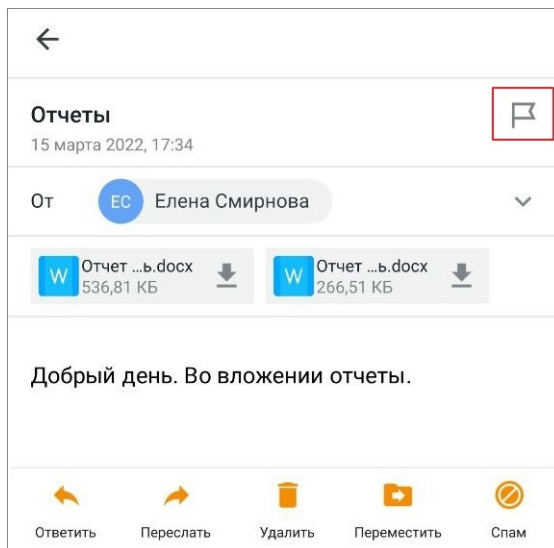 Отчеты
15 марта 2022, 17:34
От ЕС Елена Смирнова
W Отчет ...ь.docx W Отчет ...ь.docx
536,81 КБ 266,51 КБ
Добрый день. Во вложении отчеты.
Ответить Переслать Удалить Переместить Спам